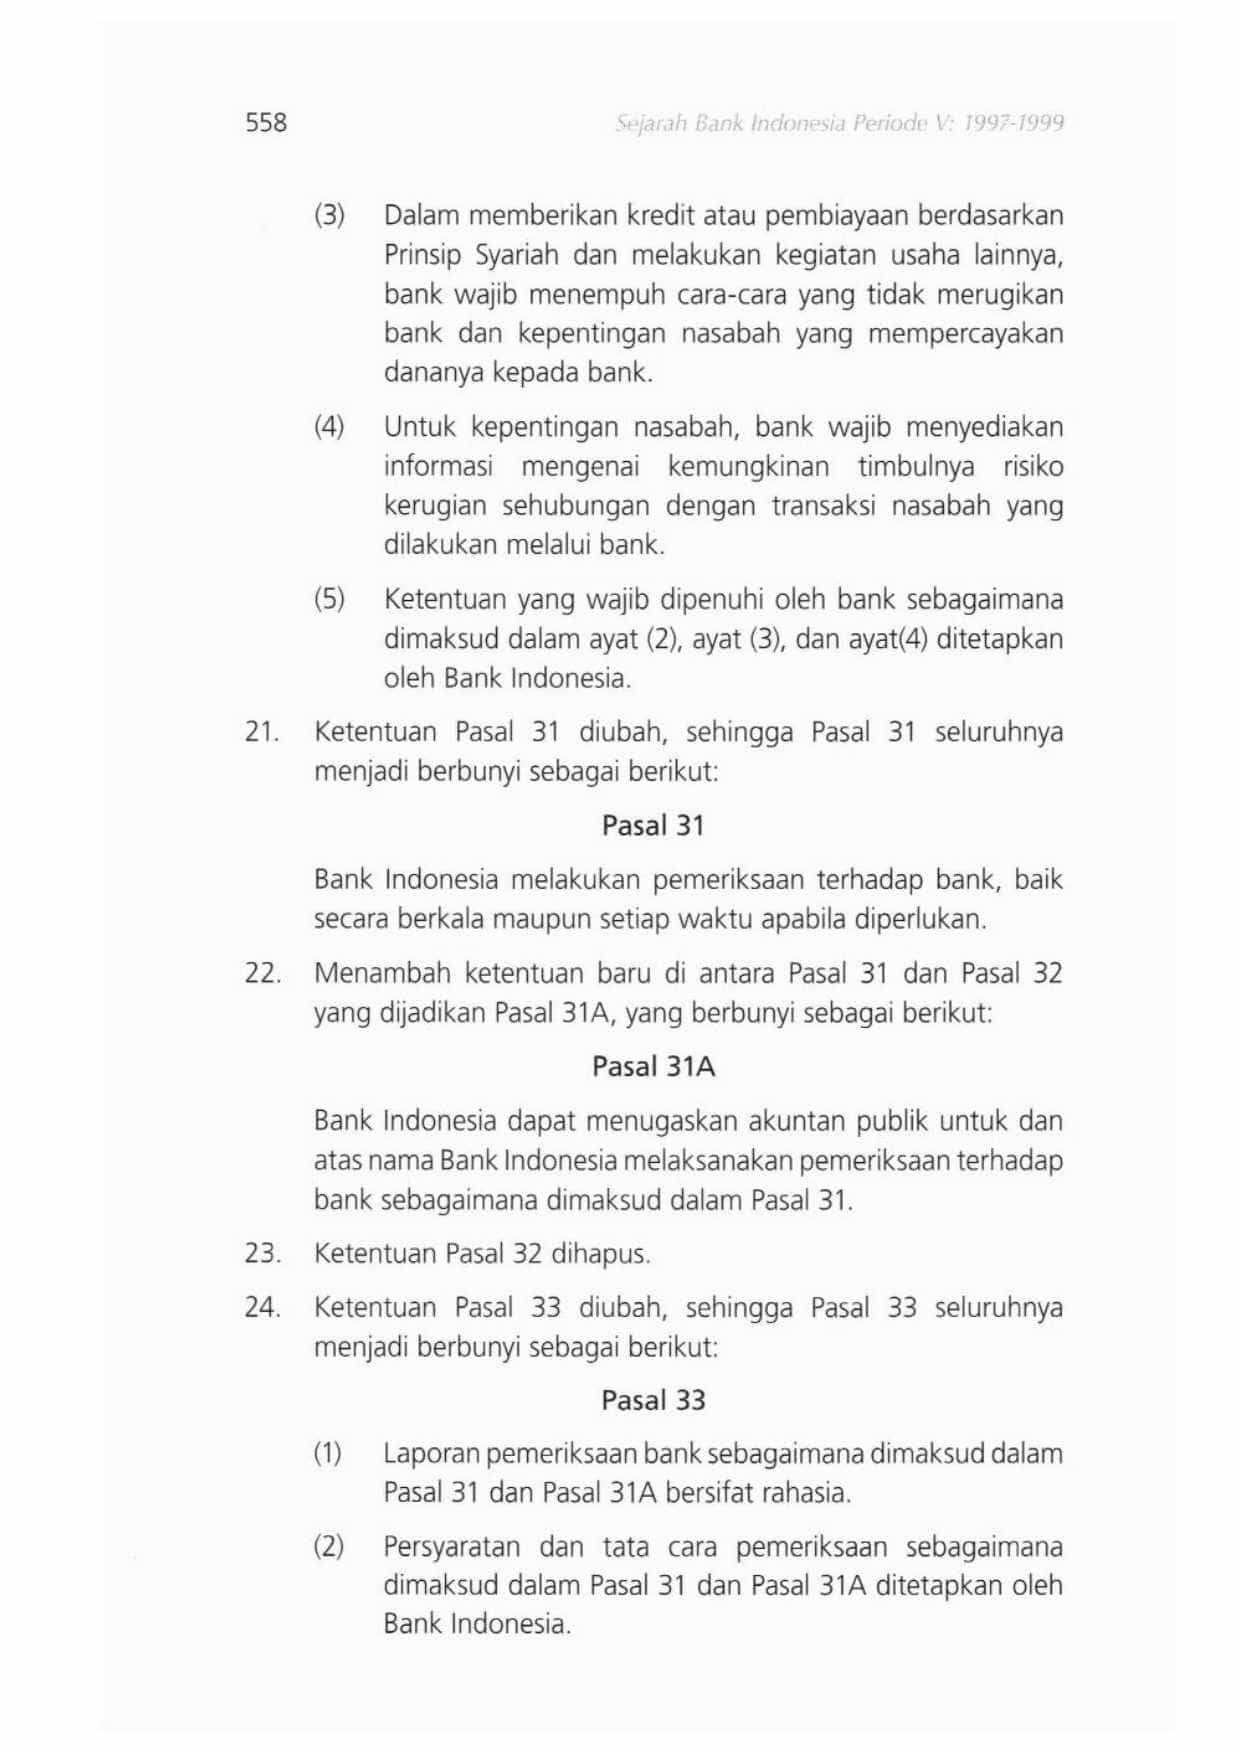 558
Sejarah Bank Indonesia Periode V: 1997-1999
(3) Dalam memberikan kredit atau pembiayaan berdasarkan
Prinsip Syariah dan melakukan kegiatan usaha lainnya,
bank wajib menempuh cara-cara yang tidak merugikan
bank dan kepentingan nasabah yang mempercayakan
dananya kepada bank.
(4) Untuk kepentingan nasabah, bank wajib menyediakan
informasi mengenai kemungkinan timbulnya risiko
kerugian sehubungan dengan transaksi nasabah yang
dilakukan melalui bank.
(5) Ketentuan yang wajib dipenuhi oleh bank sebagaimana
dimaksud dalam ayat (2), ayat (3), dan ayat(4) ditetapkan
oleh Bank Indonesia.
21. Ketentuan Pasal 31 diubah, sehingga Pasal 31 seluruhnya
menjadi berbunyi sebagai berikut:
Pasal 31
Bank Indonesia melakukan pemeriksaan terhadap bank, baik
secara berkala maupun setiap waktu apabila diperlukan.
22. Menambah ketentuan baru di antara Pasal 31 dan Pasal 32
yang dijadikan Pasal 31A, yang berbunyi sebagai berikut:
Pasal 31A
Bank Indonesia dapat menugaskan akuntan publik untuk dan
atas nama Bank Indonesia melaksanakan pemeriksaan terhadap
bank sebagaimana dimaksud dalam Pasal 31.
23. Ketentuan Pasal 32 dihapus.
24. Ketentuan Pasal 33 diubah, sehingga Pasal 33 seluruhnya
menjadi berbunyi sebagai berikut:
Pasal 33
(1) Laporan pemeriksaan bank sebagaimana dimaksud dalam
Pasal 31 dan Pasal 31A bersifat rahasia.
(2) Persyaratan dan tata cara pemeriksaan sebagaimana
dimaksud dalam Pasal 31 dan Pasal 31A ditetapkan oleh
Bank Indonesia.